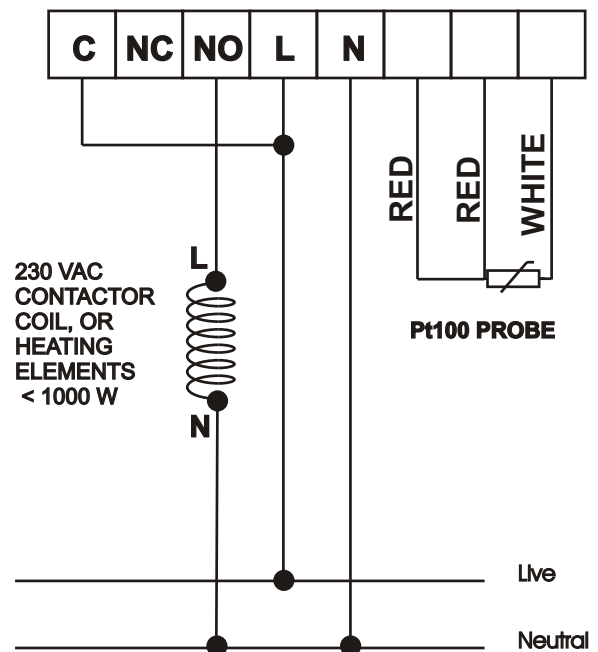 C NC NO L N
RED RED WHITE
L
230 VAC
CONTACTOR
COIL, OR
HEATING
ELEMENTS
< 1000 W
Pt100 PROBE
N
Live
Neutral